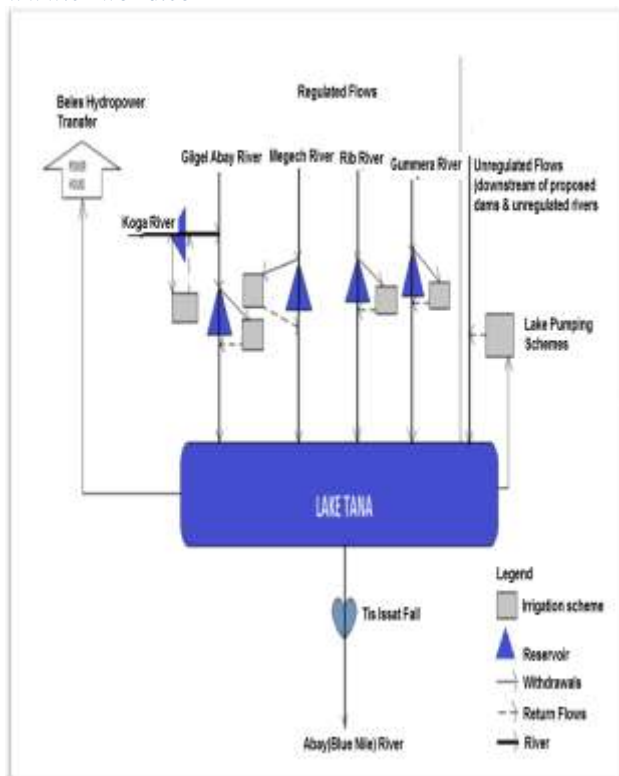 Regulated Flows
Beles Hydropower
Transfer
POWER
HOUSE
Gilgel Abay River
Megech River
Rib River
Gummera River
Unregulated Flows
(downstream of proposed
dams & unregulated rivers
Koga River
Lake Pumping
Schemes
LAKE TANA
Tis Issat Fall
Abay(Blue Nile) River
Legend
Irrigation scheme
Reservoir
Withdrawals
Return Flows
River